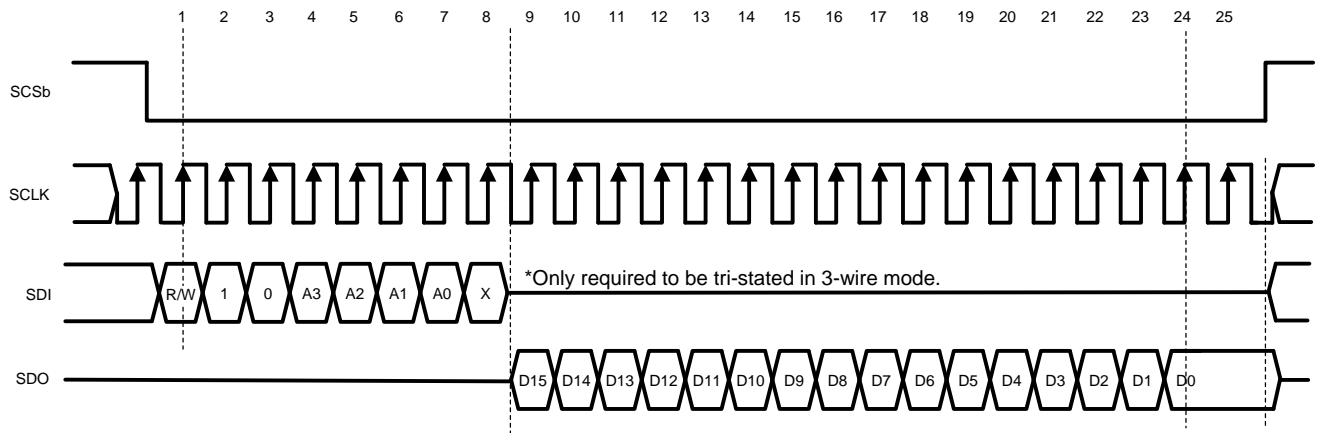 1 2 3 4 5 6 7 8 9 10 11 12 13 14 15 16 17 18 19 20 21 22 23 24 25
SCSb
SCLK
SDI R/W 1 0 A3 A2 A1 A0 X *Only required to be tri-stated in 3-wire mode.
SDO D15 D14 D13 D12 D11 D10 D9 D8 D7 D6 D5 D4 D3 D2 D1 D0